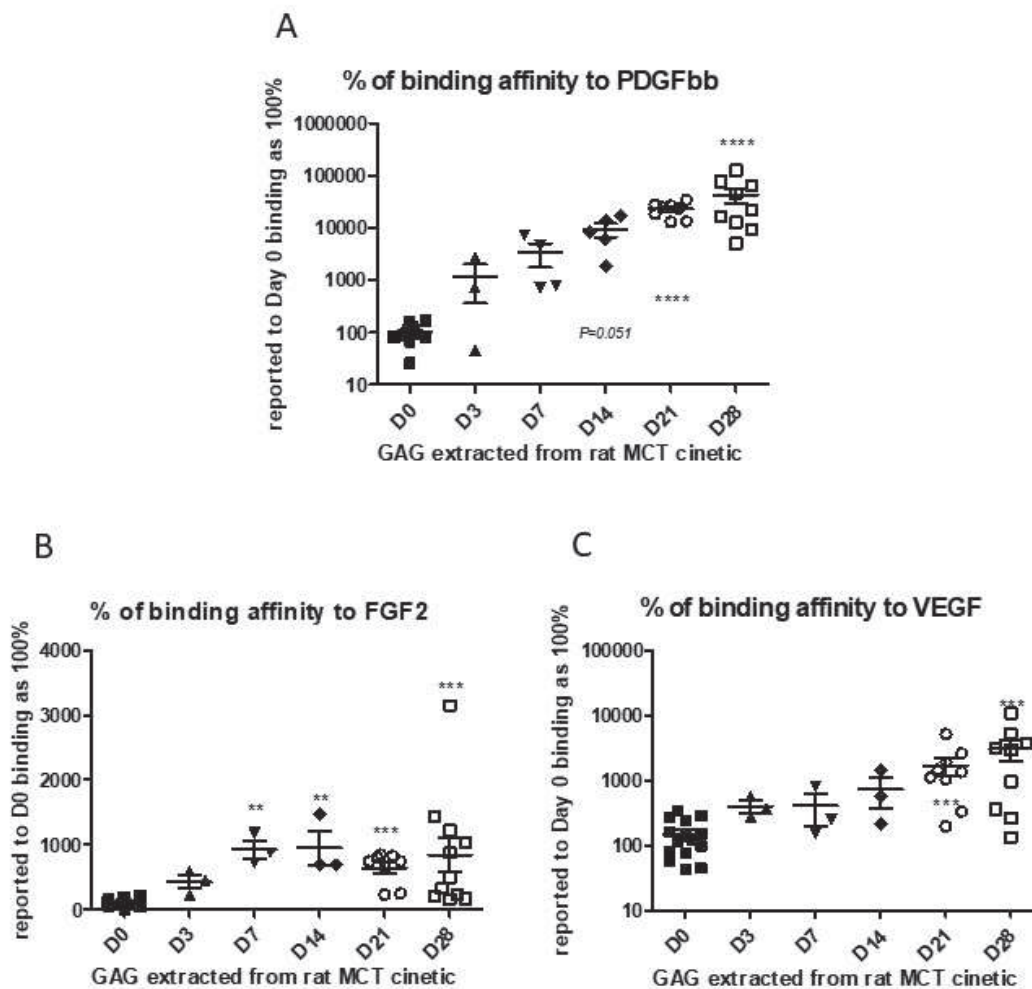 A
% of binding affinity to PDGFbb
reported to Day 0 binding as 100%
1000000
100000
10000
1000
100
10
****
****
P=0.051
D0 D3 D7 D14 D21 D28
GAG extracted from rat MCT cinetic
B
% of binding affinity to FGF2
reported to D0 binding as 100%
4000
3000
2000
1000
0
** ** *** ***
D0 D3 D7 D14 D21 D28
GAG extracted from rat MCT cinetic
C
% of binding affinity to VEGF
reported to Day 0 binding as 100%
100000
10000
1000
100
10
***
***
D0 D3 D7 D14 D21 D28
GAG extracted from rat MCT cinetic